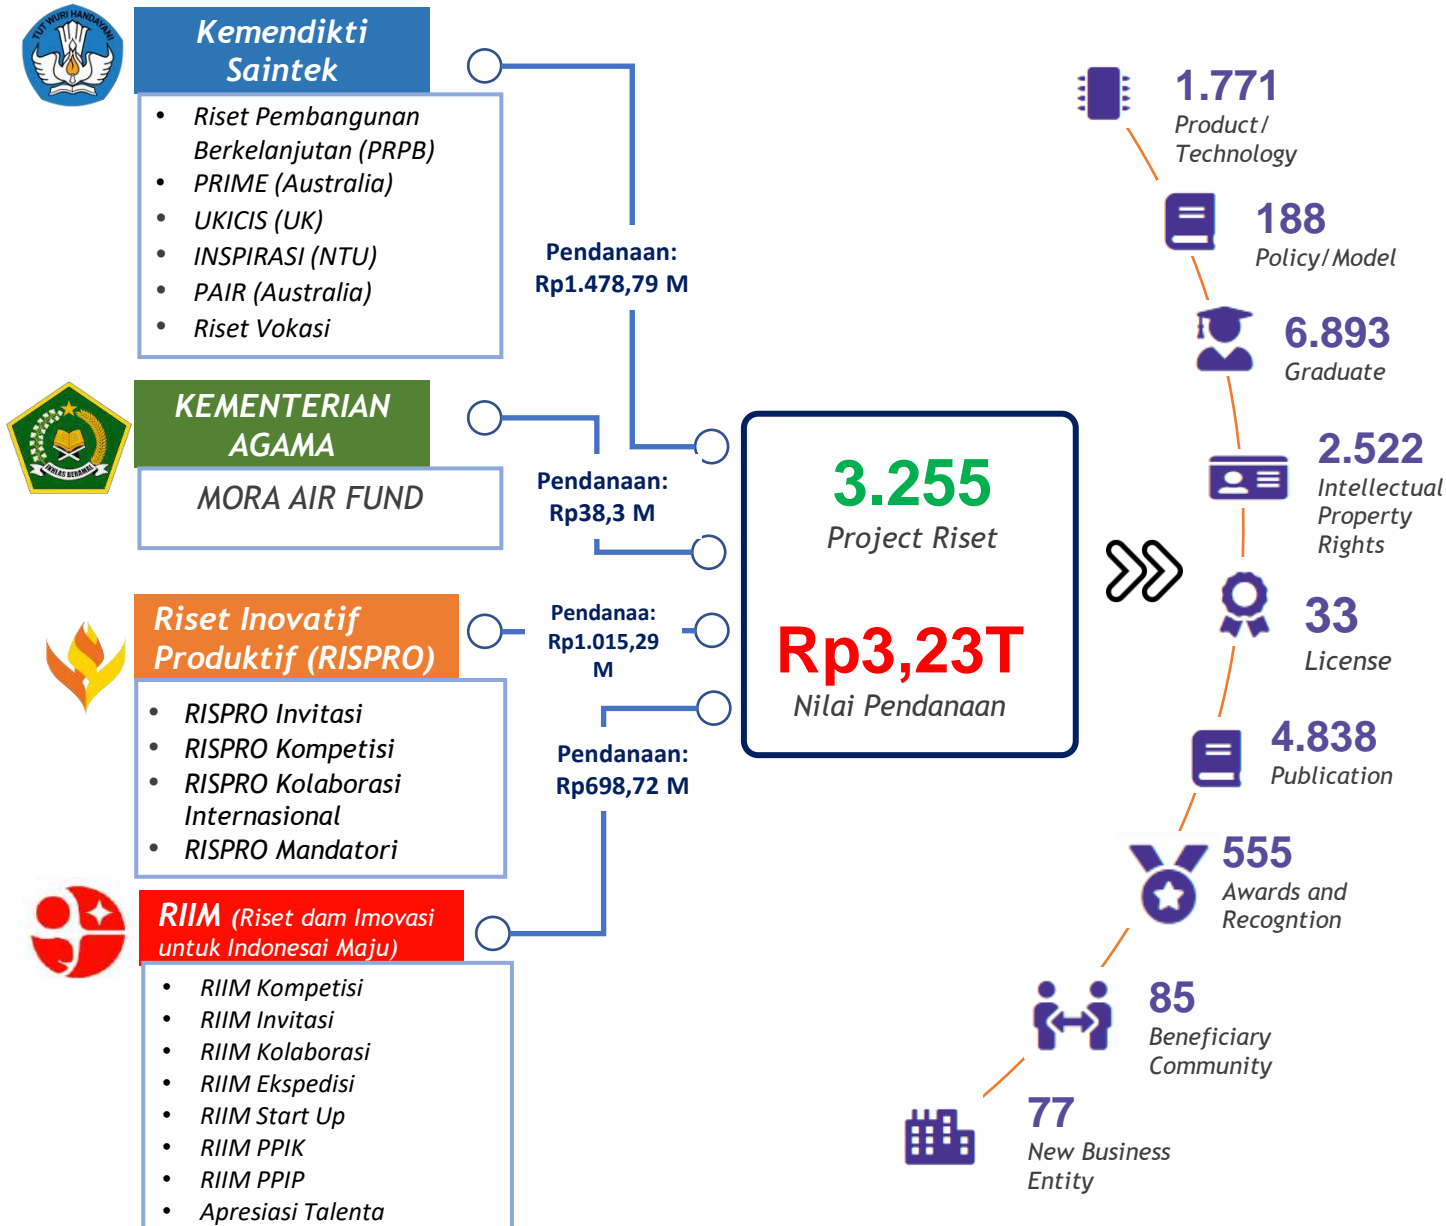 TUT WURI HANDAYANI
Kemendikti
Saintek
• Riset Pembangunan
Berkelanjutan (PRPB)
• PRIME (Australia)
• UKICIS (UK)
• INSPIRASI (NTU)
• PAIR (Australia)
• Riset Vokasi
Pendanaan:
Rp1.478,79 M
IKHLAS BERAMAL
KEMENTERIAN
AGAMA
MORA AIR FUND
Pendanaan:
Rp38,3 M
Riset Inovatif
Produktif (RISPRO)
• RISPRO Invitasi
• RISPRO Kompetisi
• RISPRO Kolaborasi
Internasional
• RISPRO Mandatori
Pendanaa:
Rp1.015,29
M
RIIM (Riset dam Imovasi
untuk Indonesai Maju)
• RIIM Kompetisi
• RIIM Invitasi
• RIIM Kolaborasi
• RIIM Ekspedisi
• RIIM Start Up
• RIIM PPIK
• RIIM PPIP
• Apresiasi Talenta
Pendanaan:
Rp698,72 M
3.255
Project Riset
Rp3,23T
Nilai Pendanaan
1.771
Product/
Technology
188
Policy/Model
6.893
Graduate
2.522
Intellectual
Property
Rights
33
License
4.838
Publication
555
Awards and
Recogntion
85
Beneficiary
Community
77
New Business
Entity